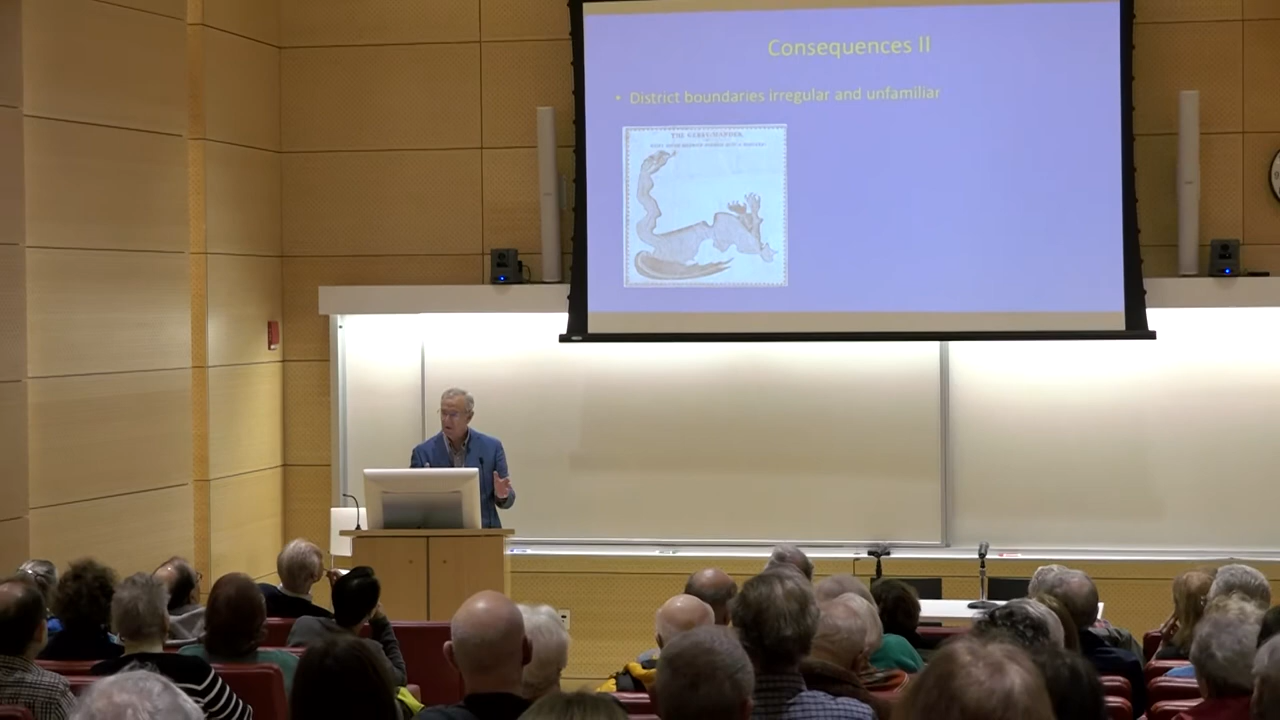 Consequences II
• District boundaries irregular and unfamiliar
THE GERRY-MANDER.